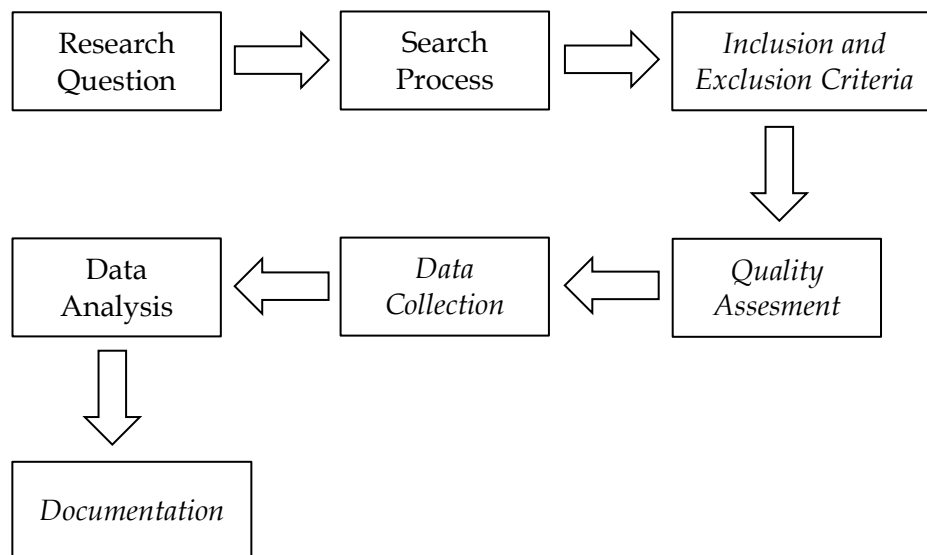 Research
Question
Search
Process
Inclusion and
Exclusion Criteria
Quality
Assesment
Data
Collection
Data
Analysis
Documentation